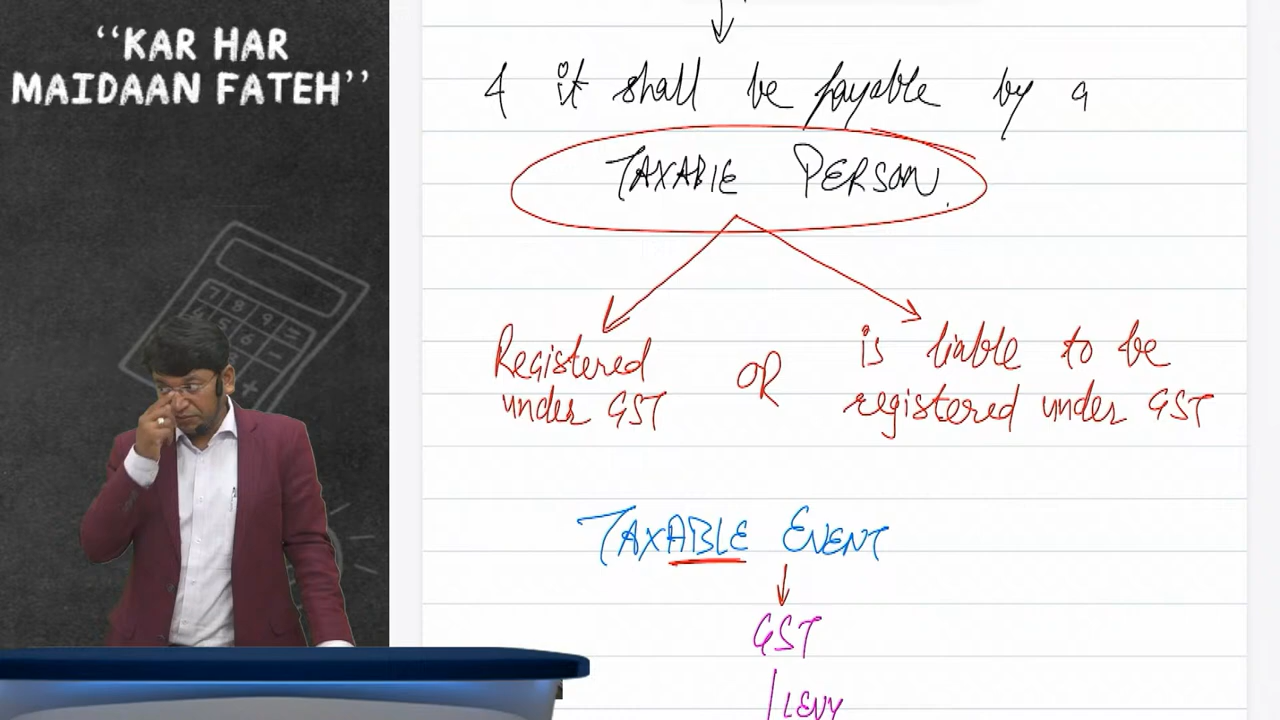 “KAR HAR
MAIDAAN FATEH”
& it shall be payable by a
TAXABLE PERSON.
Registered
under GST
OR
is liable to be
registered under GST
TAXABLE EVENT
GST
LEVY